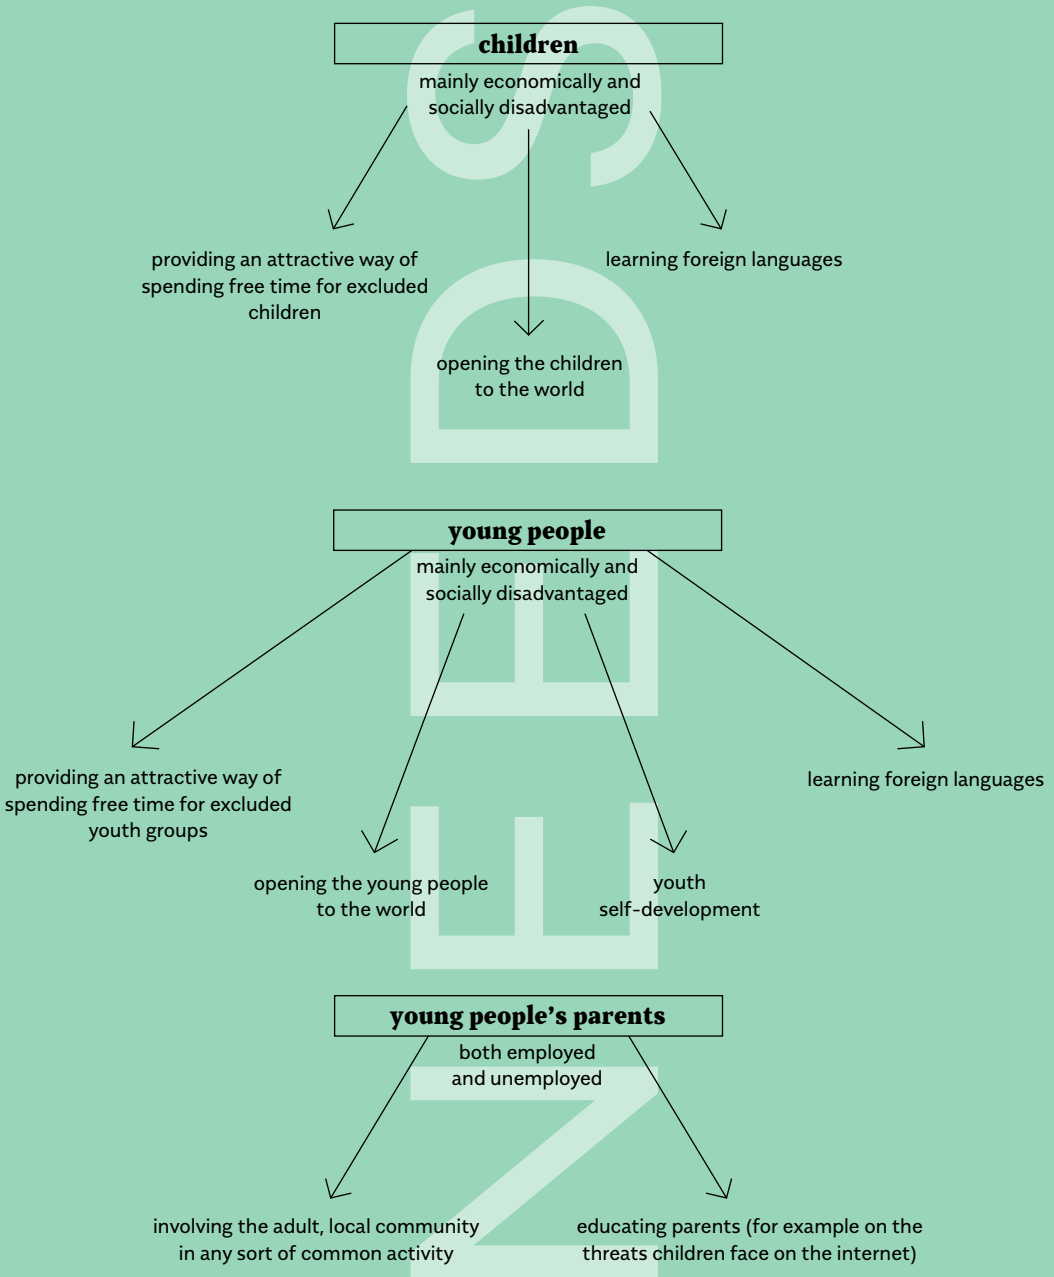 children
mainly economically and
socially disadvantaged
providing an attractive way of
spending free time for excluded
children
learning foreign languages
opening the children
to the world
young people
mainly economically and
socially disadvantaged
providing an attractive way of
spending free time for excluded
youth groups
learning foreign languages
opening the young people
to the world
youth
self-development
young people's parents
both employed
and unemployed
involving the adult, local community
in any sort of common activity
educating parents (for example on the
threats children face on the internet)
NEEDS